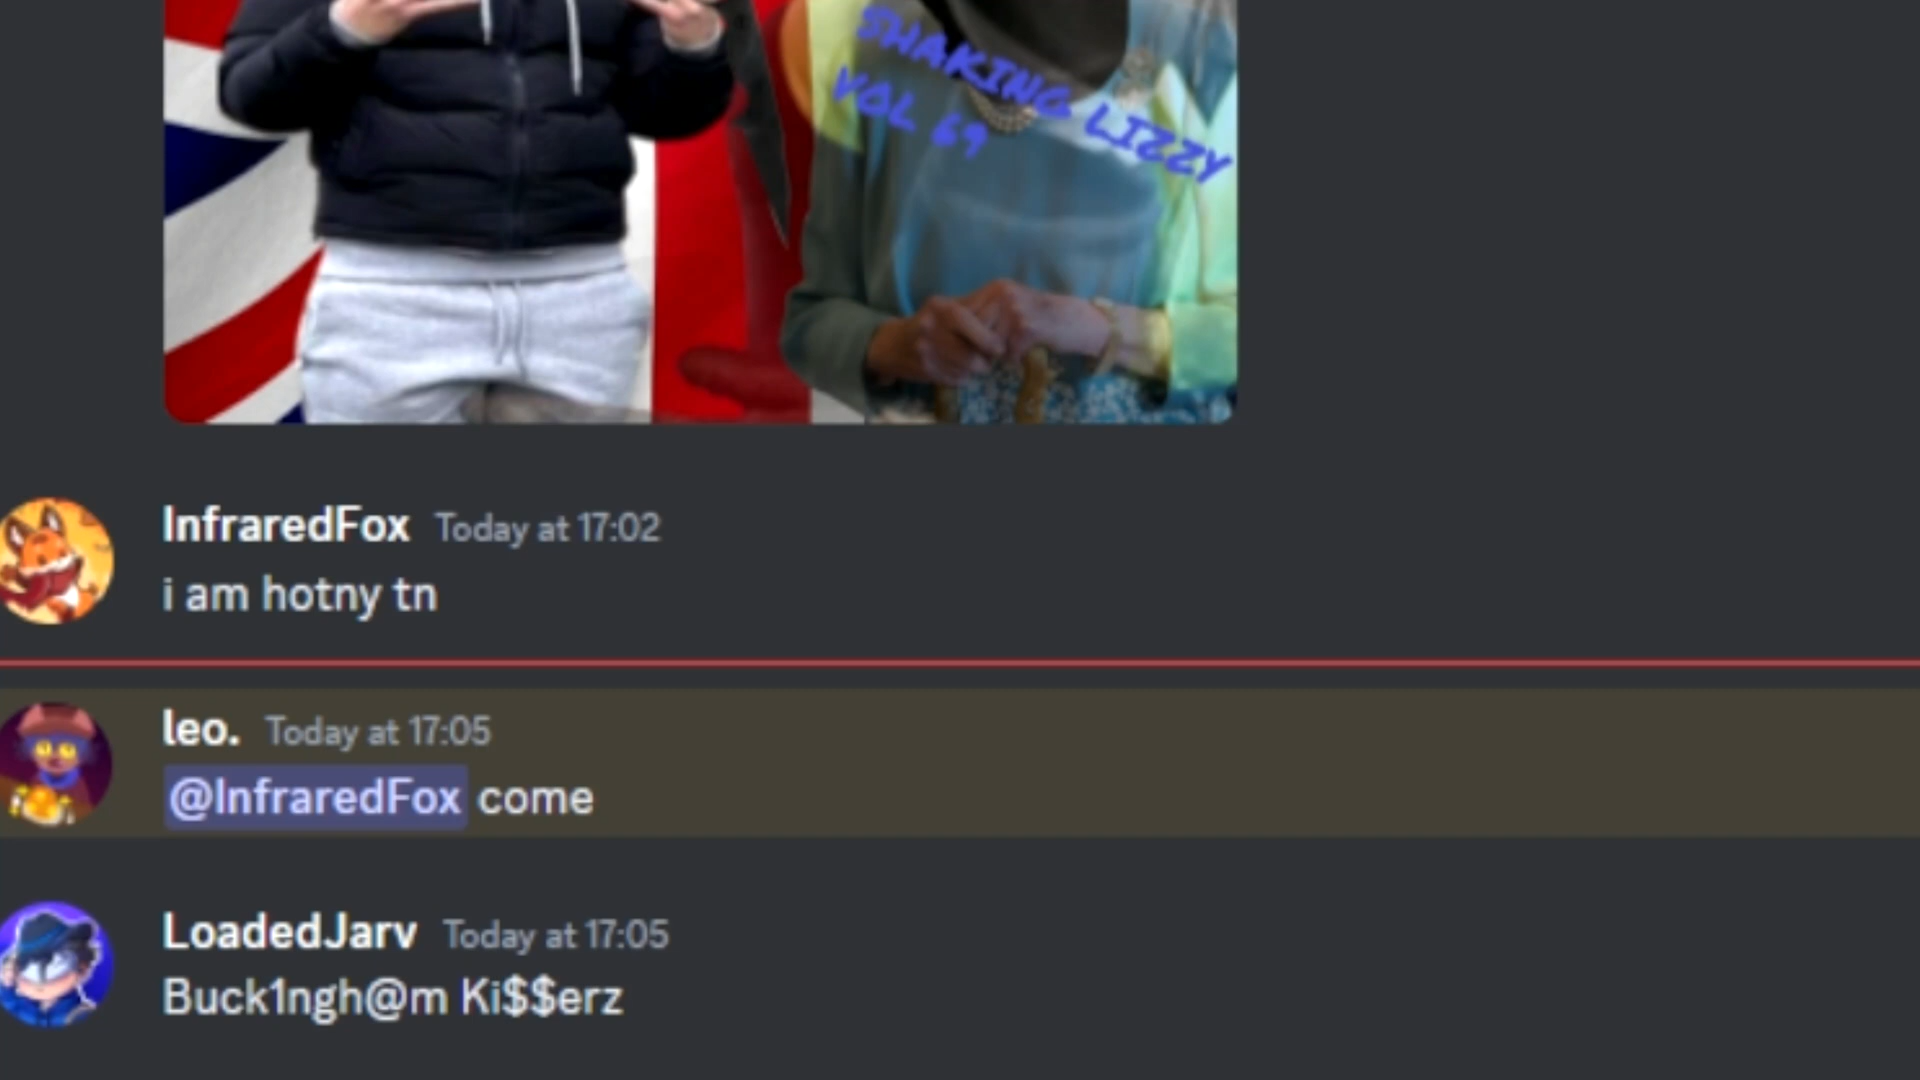 SHAKING LIZZY
VOL 69
InfraredFox Today at 17:02
i am hotny tn
leo. Today at 17:05
@InfraredFox come
LoadedJarv Today at 17:05
Buck1ngh@m Ki$$erz